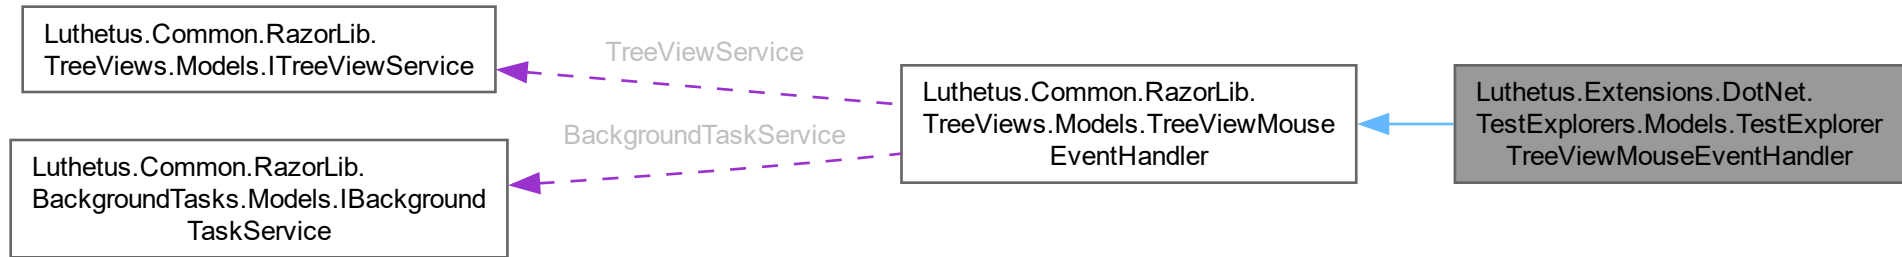 Luthetus.Common.RazorLib.
TreeViews.Models.ITreeViewService
TreeViewService
Luthetus.Common.RazorLib.
BackgroundTasks.Models.IBackground
TaskService
BackgroundTaskService
Luthetus.Common.RazorLib.
TreeViews.Models.TreeViewMouse
EventHandler
Luthetus.Extensions.DotNet.
TestExplorers.Models.TestExplorer
TreeViewMouseEventHandler